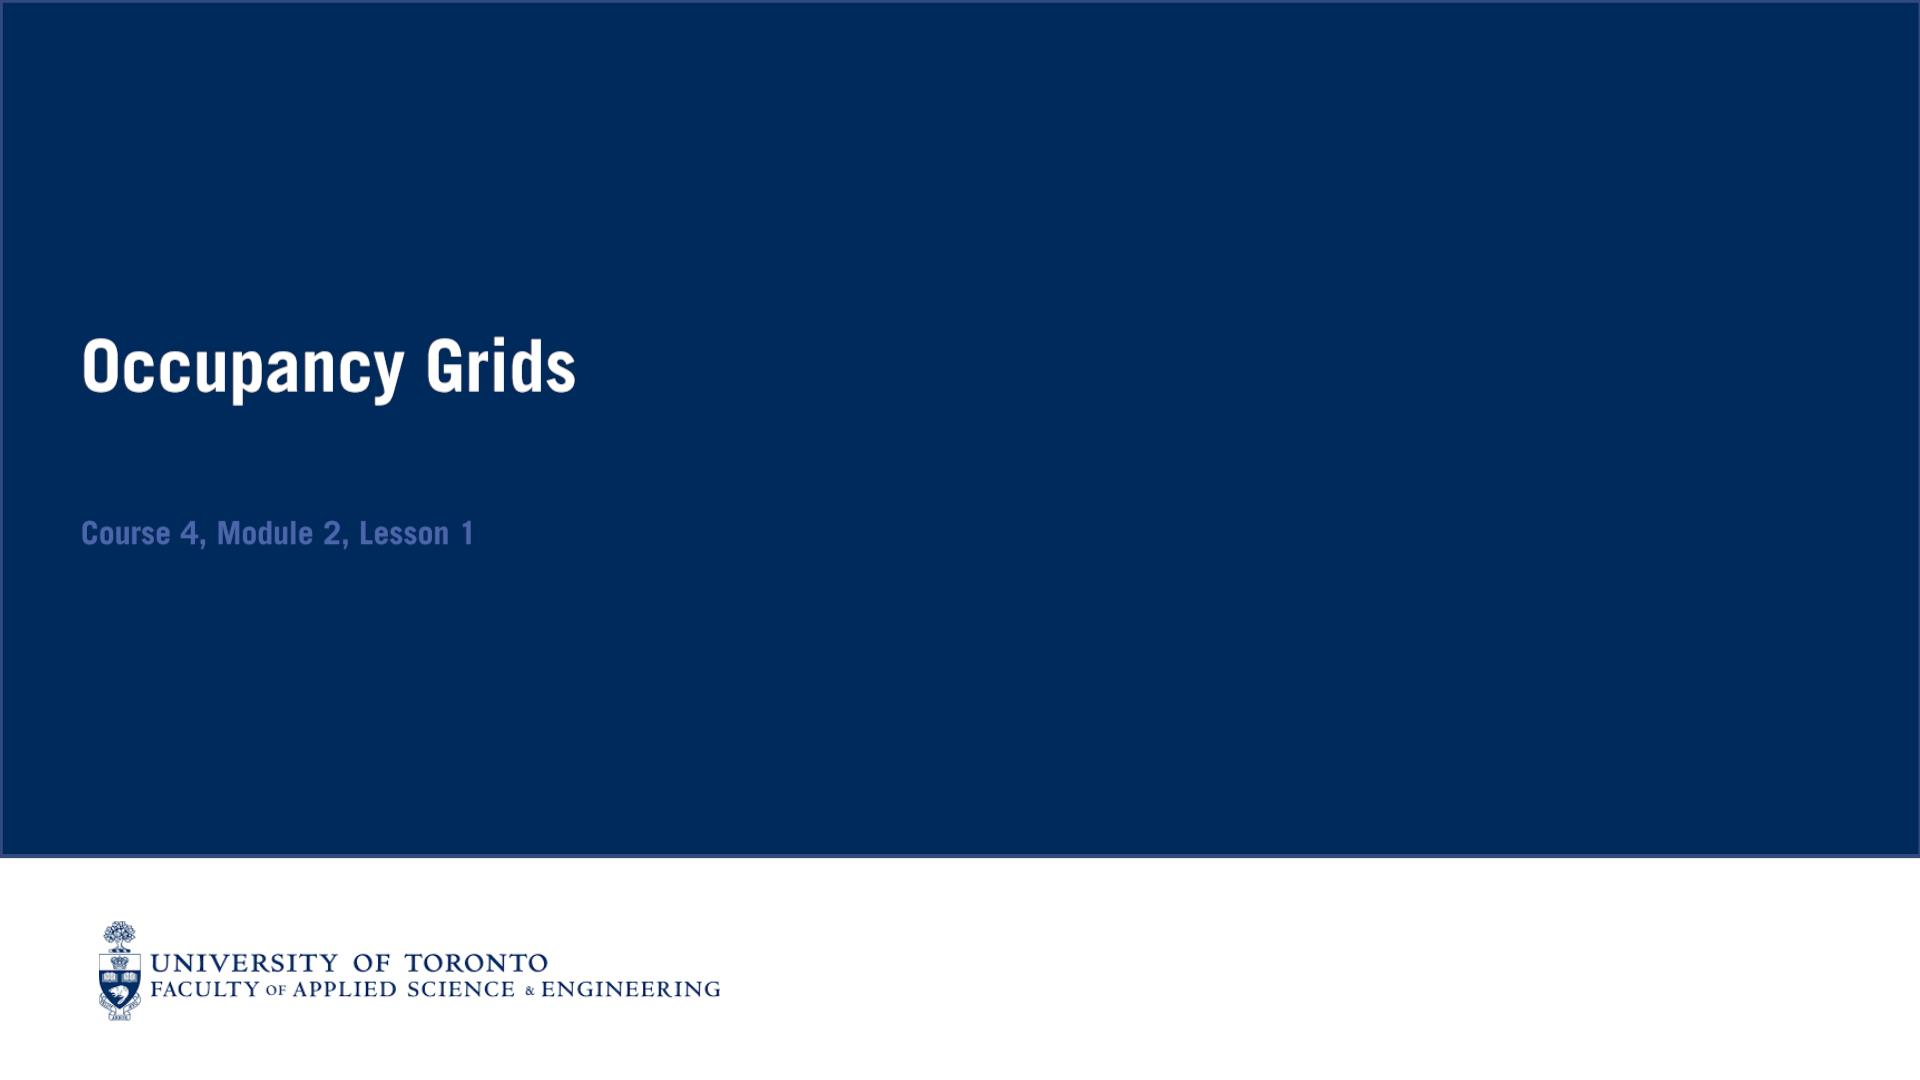 Occupancy Grids
Course 4, Module 2, Lesson 1
UNIVERSITY OF TORONTO
FACULTY OF APPLIED SCIENCE & ENGINEERING